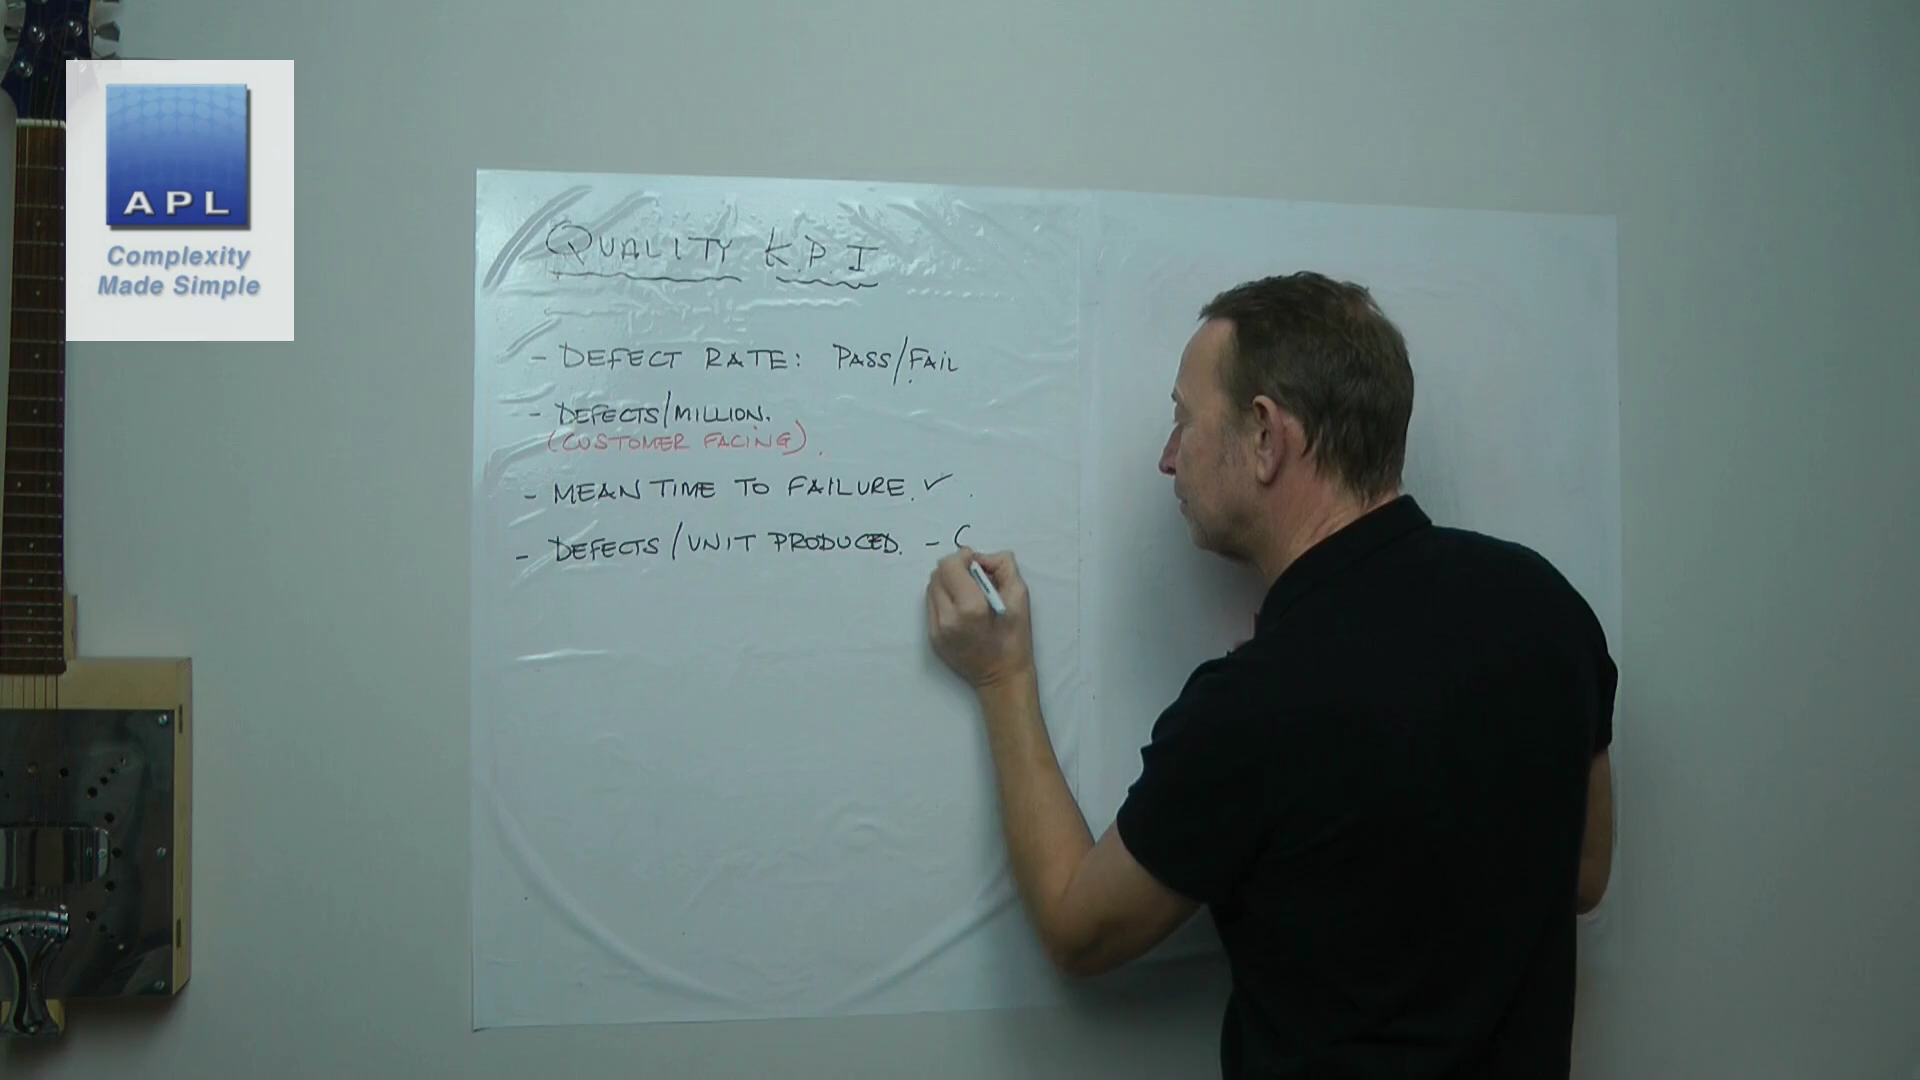 APL
Complexity
Made Simple
QUALITY K.P.I
- DEFECT RATE: PASS/FAIL
- DEFECTS/MILLION.
(CUSTOMER FACING).
- MEAN TIME TO FAILURE. ✓
- DEFECTS/UNIT PRODUCED. - C